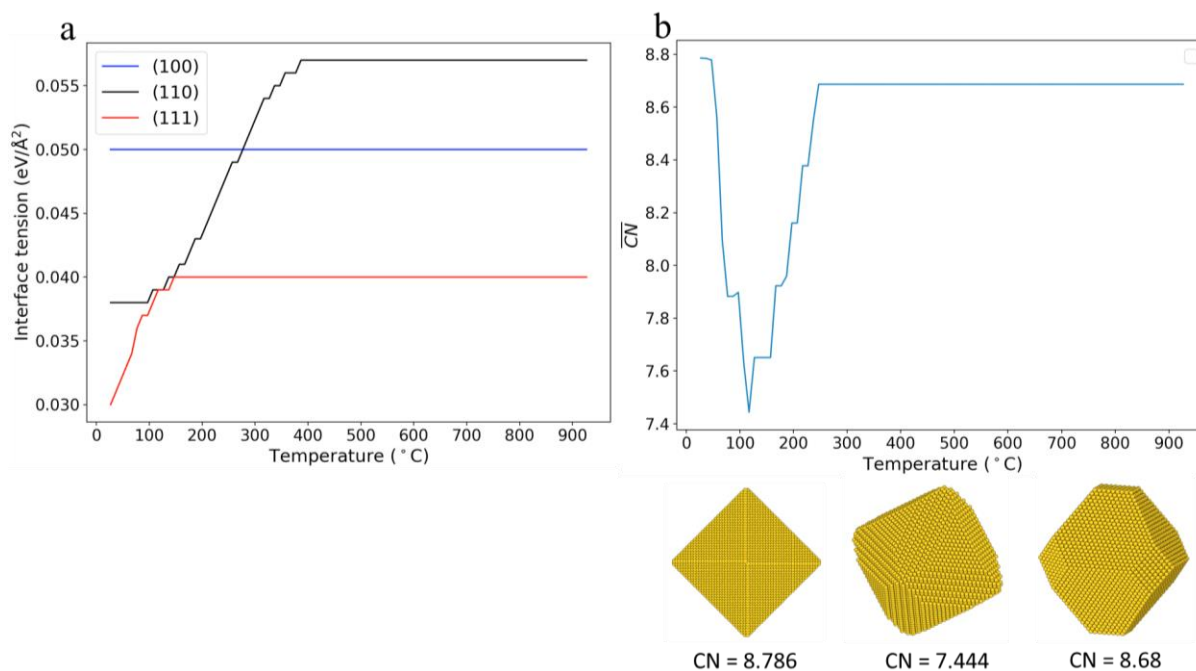 a
(100)
(110)
(111)
Interface tension (eV/Å²)
0.055
0.050
0.045
0.040
0.035
0.030
0 100 200 300 400 500 600 700 800 900
Temperature (°C)
b
8.8
8.6
8.4
8.2
8.0
7.8
7.6
7.4
CN
0 100 200 300 400 500 600 700 800 900
Temperature (°C)
CN = 8.786 CN = 7.444 CN = 8.68